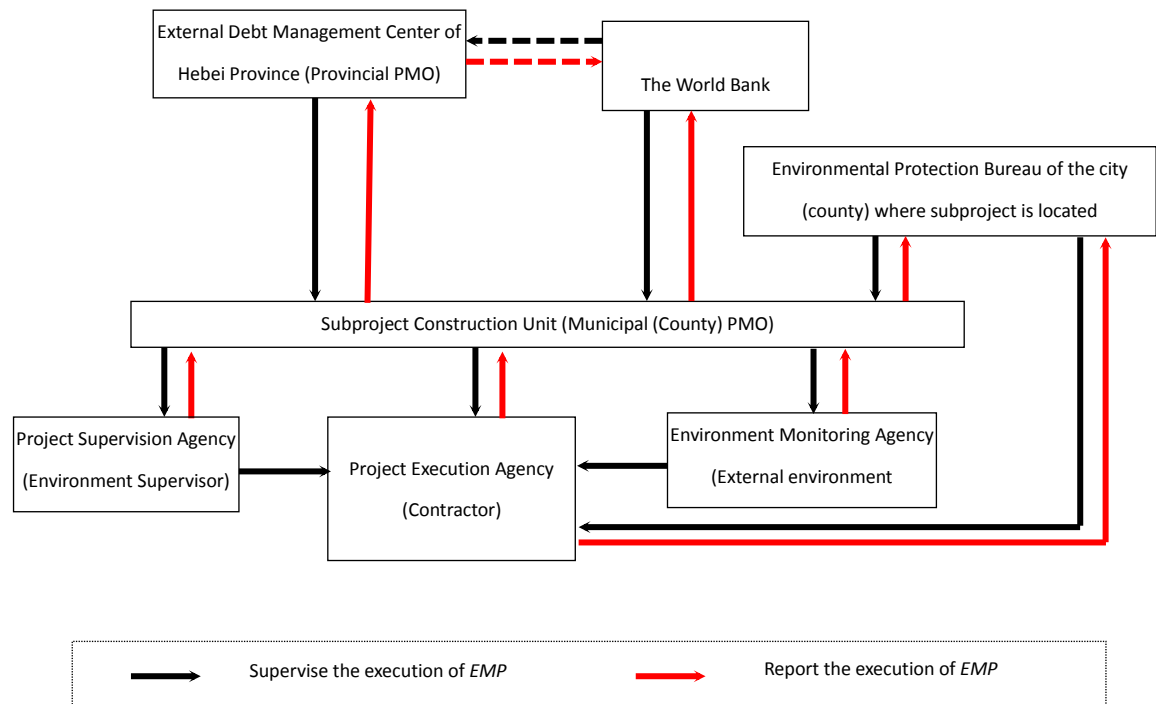 External Debt Management Center of
Hebei Province (Provincial PMO)
The World Bank
Environmental Protection Bureau of the city
(county) where subproject is located
Subproject Construction Unit (Municipal (County) PMO)
Project Supervision Agency
(Environment Supervisor)
Project Execution Agency
(Contractor)
Environment Monitoring Agency
(External environment
Supervise the execution of EMP
Report the execution of EMP